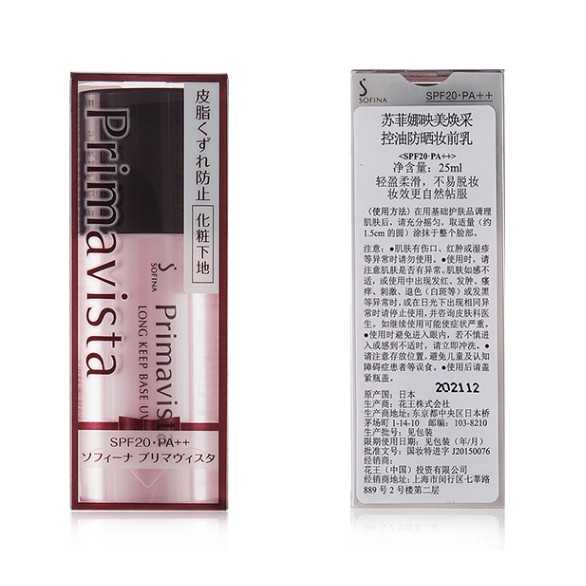 Primavista
皮脂くずれ防止
化粧下地
SOFINA
Primavista
LONG KEEP BASE UV
SPF20・PA++
ソフィーナ プリマヴィスタ
SOFINA
SPF20・PA++
苏菲娜映美焕采
控油防晒妆前乳
<SPF20·PA++>
净含量：25ml
轻盈柔滑，不易脱妆
妆效更自然帖服
〈使用方法〉在用基础护肤品调理
肌肤后，请充分摇匀，取适量（约
1.5cm的圆）涂抹于整个脸部。
注意：●肌肤有伤口、红肿或湿疹
等异常时请勿使用。●使用时，请
注意肌肤是否有异常，肌肤如感不
适，或使用中出现发红、发肿、瘙
痒、刺激、退色（白斑等）或发黑
等异常时，或在日光下出现相同异
常时请停止使用，并咨询皮肤科医
生。如继续使用可能使症状严重。
●使用时避免进入眼内，若不慎进
入或感到不适时，请立即冲洗。●
请注意存放位置，避免儿童及认知
障碍症患者等误食。●使用后请盖
紧瓶盖。
202112
原产国：日本
生产商：花王株式会社
生产商地址：东京都中央区日本桥
茅场町 1-14-10 邮编：103-8210
生产批号：见包装
限期使用日期：见包装（年/月）
批准文号：国妆特进字 J20150076
经销商：
花王（中国）投资有限公司
经销商地址：上海市闵行区七莘路
889 号 2 号楼第二层